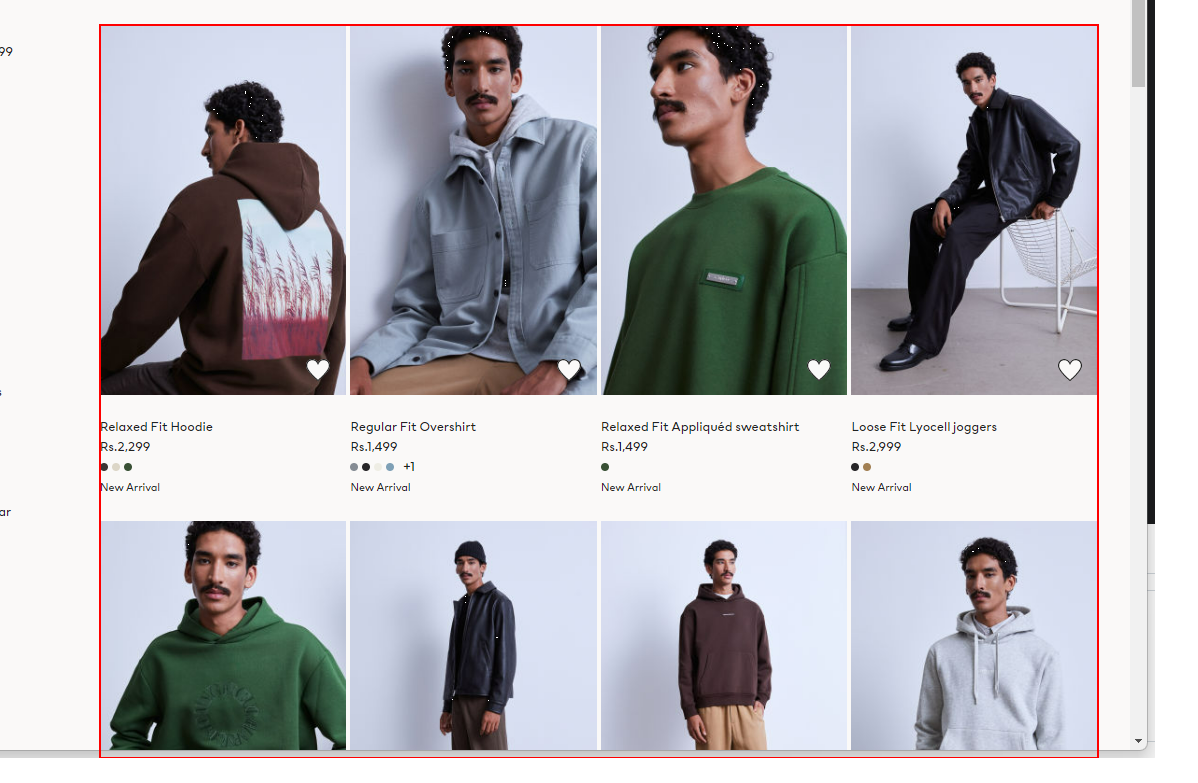 99
s
ar
Relaxed Fit Hoodie
Rs.2,299
New Arrival
Regular Fit Overshirt
Rs.1,499
+1
New Arrival
Relaxed Fit Appliquéd sweatshirt
Rs.1,499
New Arrival
Loose Fit Lyocell joggers
Rs.2,999
New Arrival